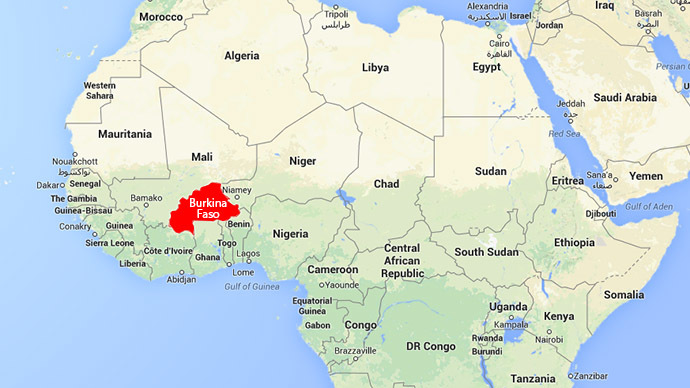 Alexandria
الأسكندرية
Israel
Iraq
Tripoli
طرابلس
Basrah
البصرة
Jordan
Morocco
Cairo
القاهرة
Persian G
Algeria
Libya
Egypt
Western
Sahara
Saudi Arabia
Jeddah
جدة
Mauritania
Red Sea
Mali
Niger
Sudan
Nouakchott
نواكشوط
Chad
Eritrea
Sana'a
صنعاء
Yemen
Dakar
Senegal
Niamey
The Gambia
Bamako
Burkina
Faso
Gulf of Aden
Guinea-Bissau
Djibouti
Conakry
Guinea
Benin
Nigeria
Sierra Leone
Côte d'Ivoire
Togo
Ghana
Lagos
Central
African
Republic
South Sudan
Ethiopia
Liberia
Lome
Cameroon
Abidjan
Gulf of Guinea
Yaounde
Somalia
Equatorial
Guinea
Uganda
Kenya
Gabon
Congo
Kampala
Nairobi
DR Congo
Rwanda
Burundi
Brazzaville
Tanzania
Zanzibar